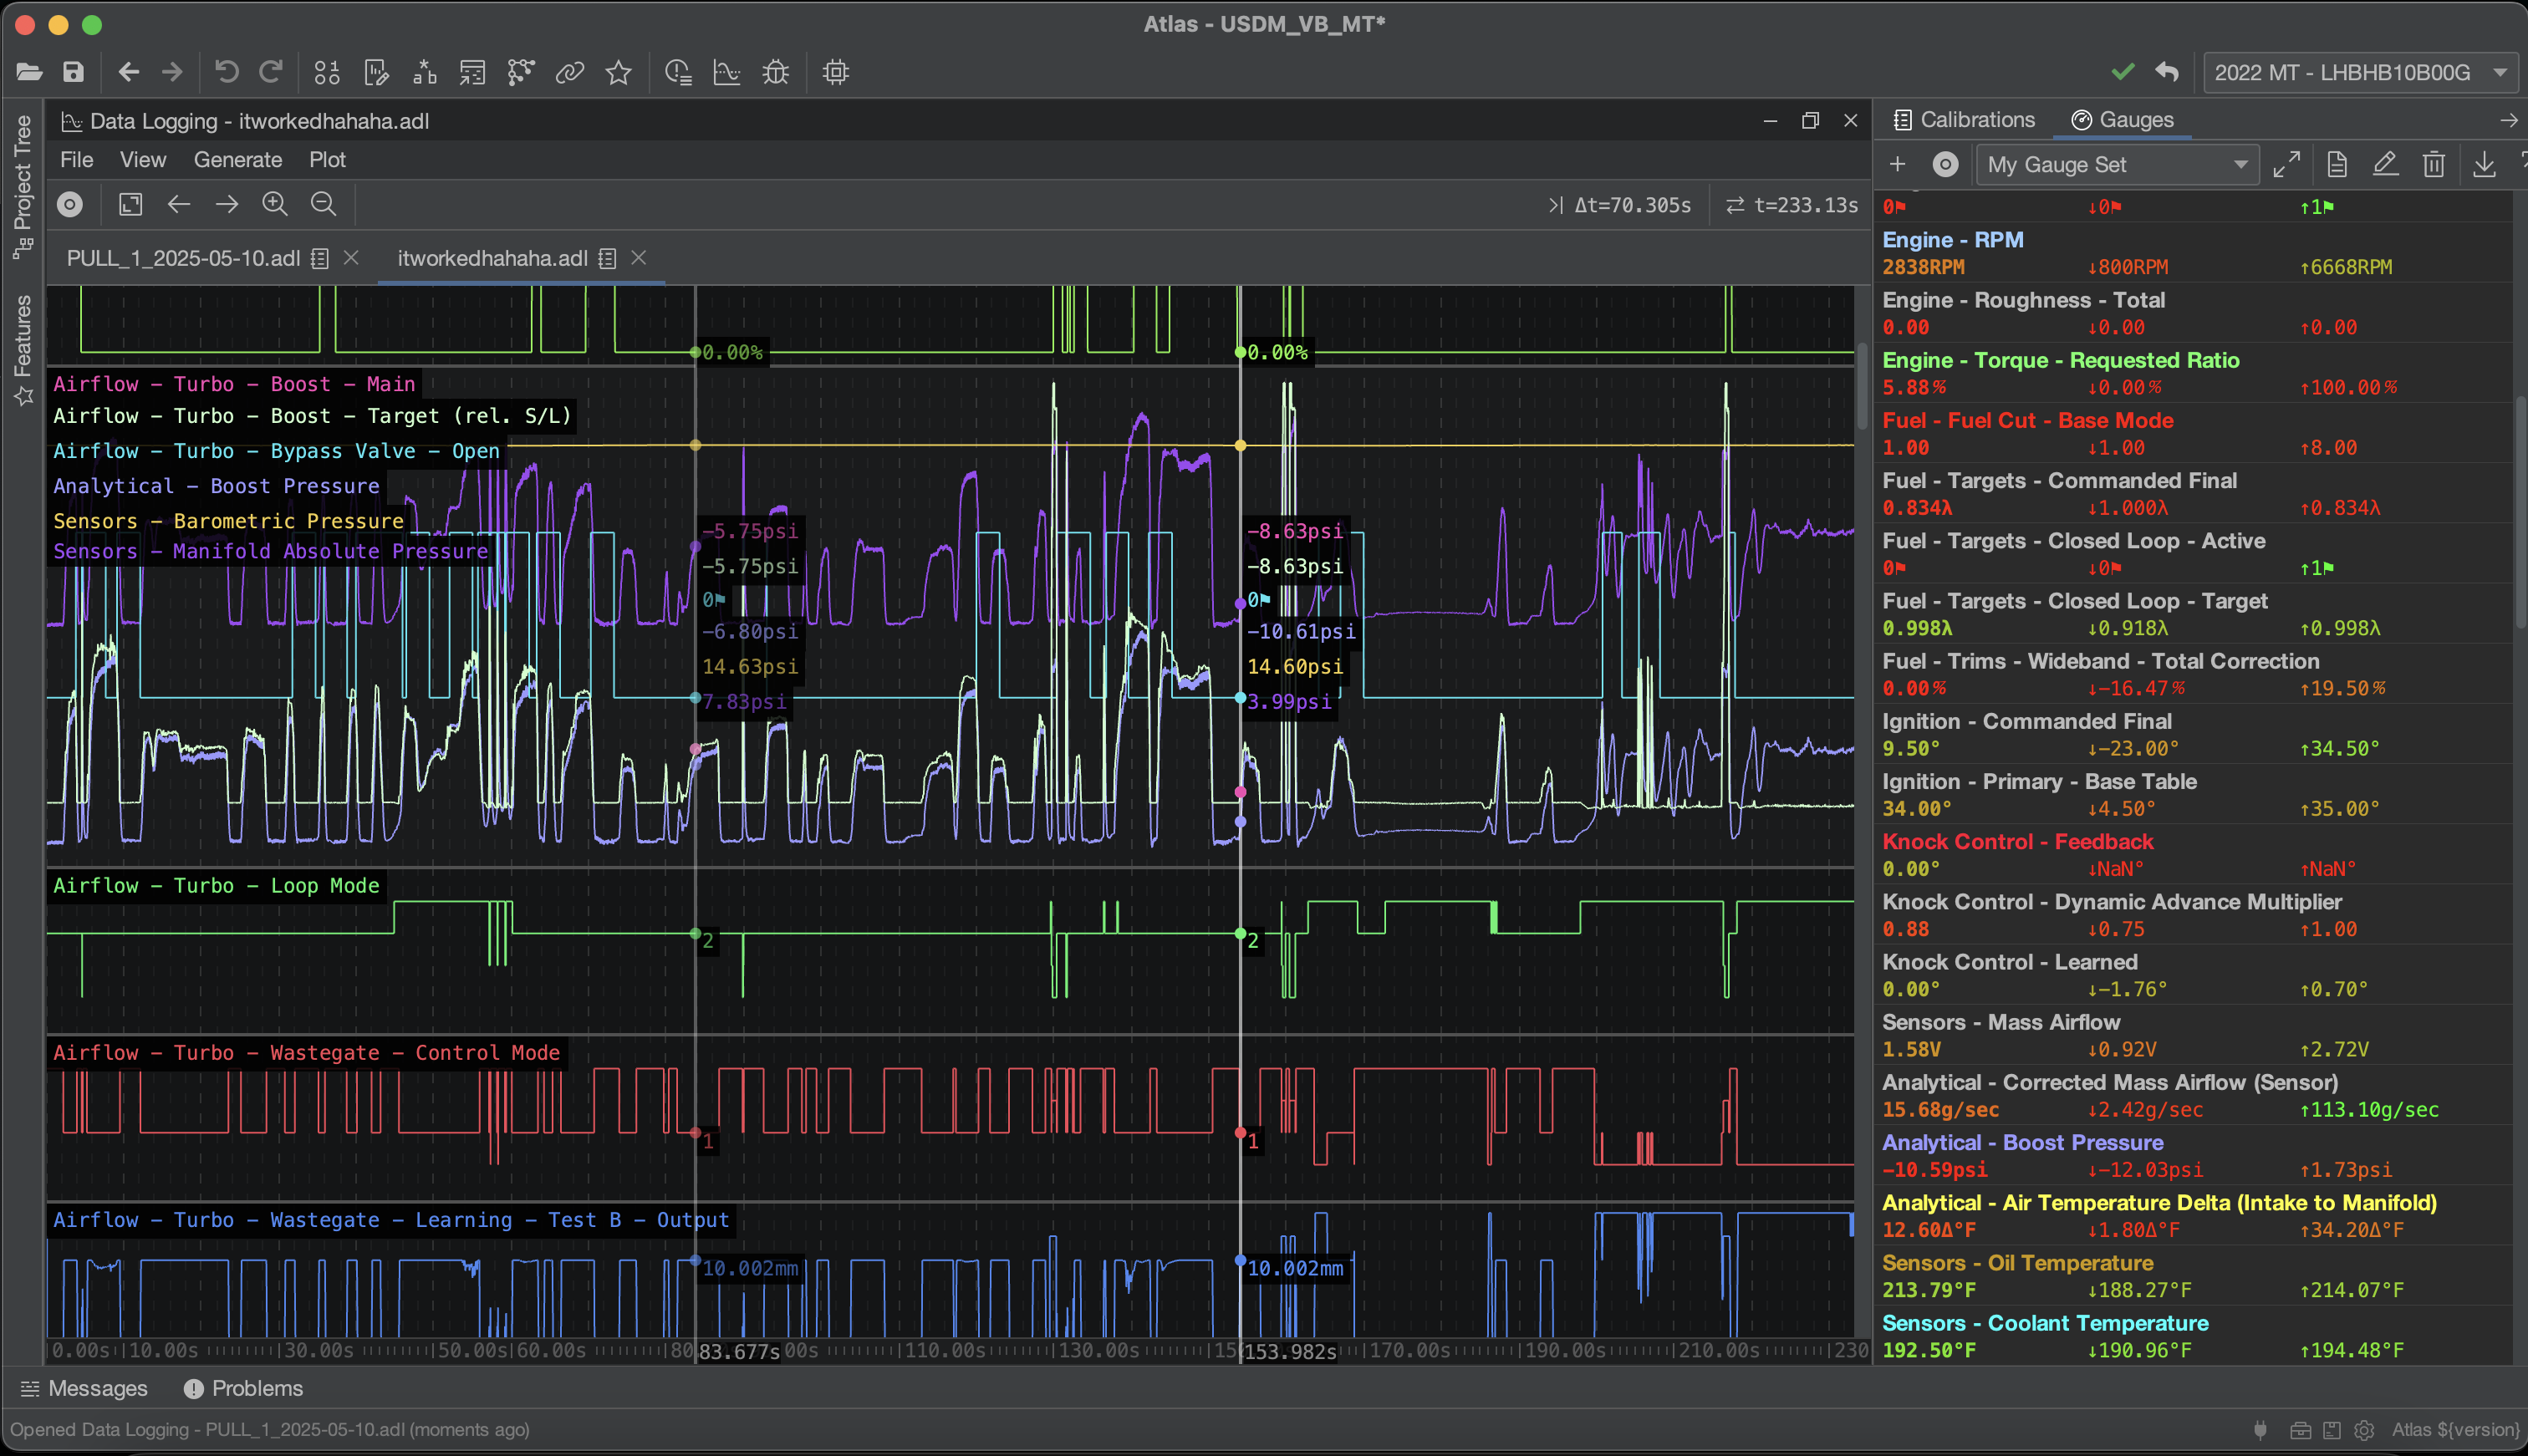 Atlas - USDM_VB_MT*
2022 MT - LHBHB10B00G
Project Tree
Features
Data Logging - itworkedhahaha.adl
File View Generate Plot
Δt=70.305s t=233.13s
PULL_1_2025-05-10.adl itworkedhahaha.adl
0.00% 0.00%
Airflow – Turbo – Boost – Main
Airflow – Turbo – Boost – Target (rel. S/L)
Airflow – Turbo – Bypass Valve – Open
Analytical – Boost Pressure
Sensors – Barometric Pressure
Sensors – Manifold Absolute Pressure
−5.75psi −8.63psi
−5.75psi −8.63psi
0⚑ 0⚑
−6.80psi −10.61psi
14.63psi 14.60psi
7.83psi 3.99psi
Airflow – Turbo – Loop Mode
2 2
Airflow – Turbo – Wastegate – Control Mode
1 1
Airflow – Turbo – Wastegate – Learning – Test B – Output
10.002mm 10.002mm
0.00s 10.00s 30.00s 50.00s 60.00s 80 83.677s 00s 110.00s 130.00s 15 153.982s 170.00s 190.00s 210.00s 230
Calibrations Gauges
My Gauge Set
0⚑ ↓0⚑ ↑1⚑
Engine - RPM
2838RPM ↓800RPM ↑6668RPM
Engine - Roughness - Total
0.00 ↓0.00 ↑0.00
Engine - Torque - Requested Ratio
5.88% ↓0.00% ↑100.00%
Fuel - Fuel Cut - Base Mode
1.00 ↓1.00 ↑8.00
Fuel - Targets - Commanded Final
0.834λ ↓1.000λ ↑0.834λ
Fuel - Targets - Closed Loop - Active
0⚑ ↓0⚑ ↑1⚑
Fuel - Targets - Closed Loop - Target
0.998λ ↓0.918λ ↑0.998λ
Fuel - Trims - Wideband - Total Correction
0.00% ↓−16.47% ↑19.50%
Ignition - Commanded Final
9.50° ↓−23.00° ↑34.50°
Ignition - Primary - Base Table
34.00° ↓4.50° ↑35.00°
Knock Control - Feedback
0.00° ↓NaN° ↑NaN°
Knock Control - Dynamic Advance Multiplier
0.88 ↓0.75 ↑1.00
Knock Control - Learned
0.00° ↓−1.76° ↑0.70°
Sensors - Mass Airflow
1.58V ↓0.92V ↑2.72V
Analytical - Corrected Mass Airflow (Sensor)
15.68g/sec ↓2.42g/sec ↑113.10g/sec
Analytical - Boost Pressure
−10.59psi ↓−12.03psi ↑1.73psi
Analytical - Air Temperature Delta (Intake to Manifold)
12.60Δ°F ↓1.80Δ°F ↑34.20Δ°F
Sensors - Oil Temperature
213.79°F ↓188.27°F ↑214.07°F
Sensors - Coolant Temperature
192.50°F ↓190.96°F ↑194.48°F
Messages Problems
Opened Data Logging - PULL_1_2025-05-10.adl (moments ago)
Atlas ${version}